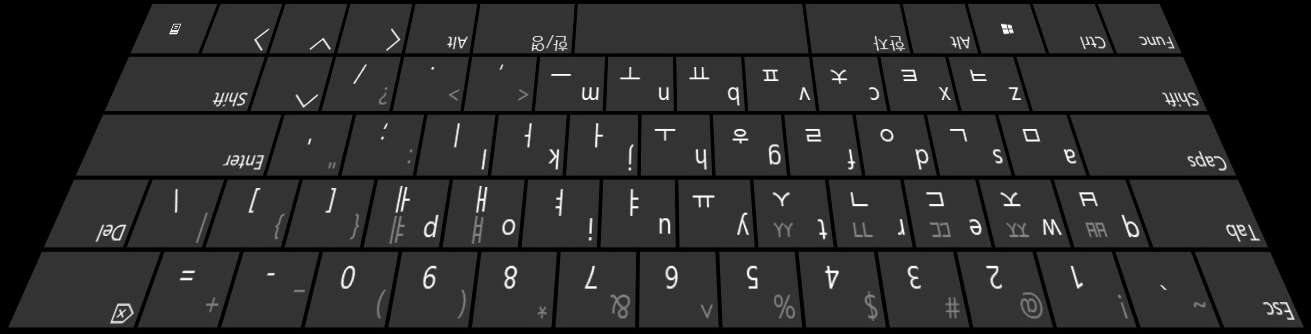 Esc ~ ` ! 1 @ 2 # 3 $ 4 % 5 ^ 6 & 7 * 8 ( 9 ) 0 _ - + =
Tab q ㅃ ㅂ w ㅉ ㅈ e ㄸ ㄷ r ㄲ ㄱ t ㅆ ㅅ y ㅛ u ㅕ i ㅑ o ㅒ ㅐ p ㅖ ㅔ { [ } ] | \ Del
Caps a ㅁ s ㄴ d ㅇ f ㄹ g ㅎ h ㅗ j ㅓ k ㅏ l ㅣ : ; " ' Enter
Shift z ㅋ x ㅌ c ㅊ v ㅍ b ㅠ n ㅜ m ㅡ < , > . ? / Shift
Func Ctrl Alt 한자 한/영 Alt